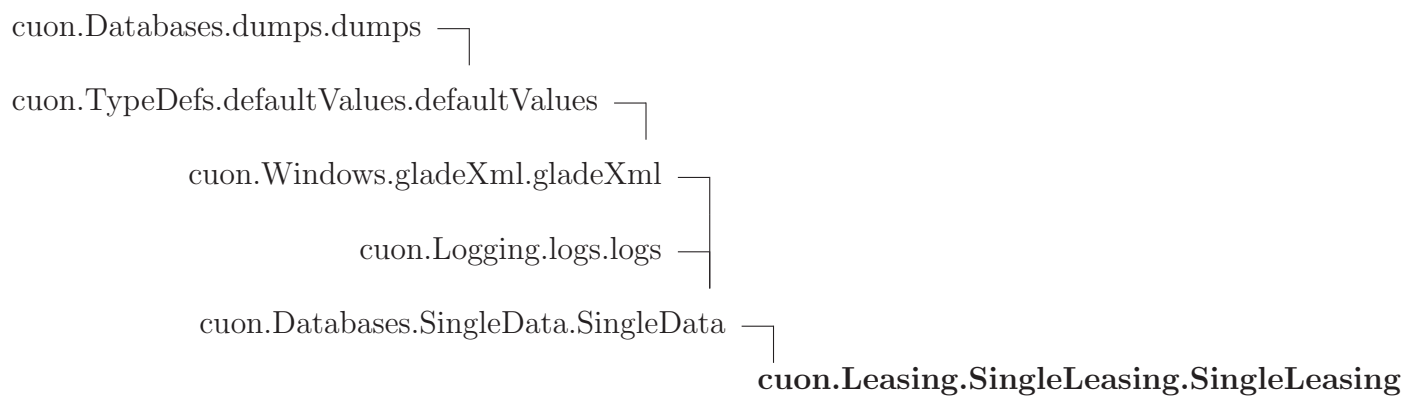 cuon.Databases.dumps.dumps
cuon.TypeDefs.defaultValues.defaultValues
cuon.Windows.gladeXml.gladeXml
cuon.Logging.logs.logs
cuon.Databases.SingleData.SingleData
cuon.Leasing.SingleLeasing.SingleLeasing